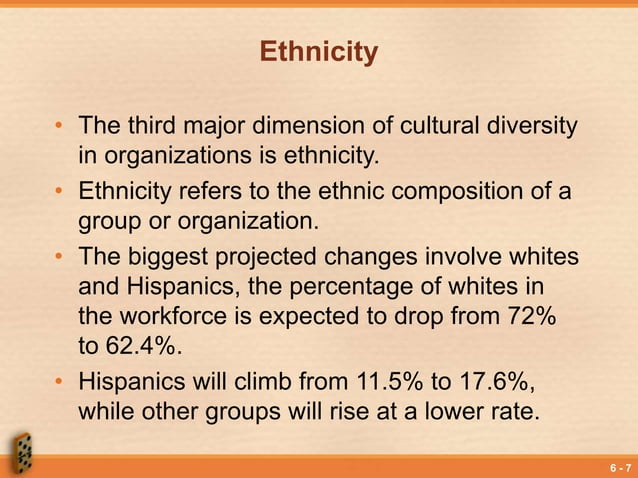 Ethnicity
• The third major dimension of cultural diversity
in organizations is ethnicity.
• Ethnicity refers to the ethnic composition of a
group or organization.
• The biggest projected changes involve whites
and Hispanics, the percentage of whites in
the workforce is expected to drop from 72%
to 62.4%.
• Hispanics will climb from 11.5% to 17.6%,
while other groups will rise at a lower rate.
6 - 7